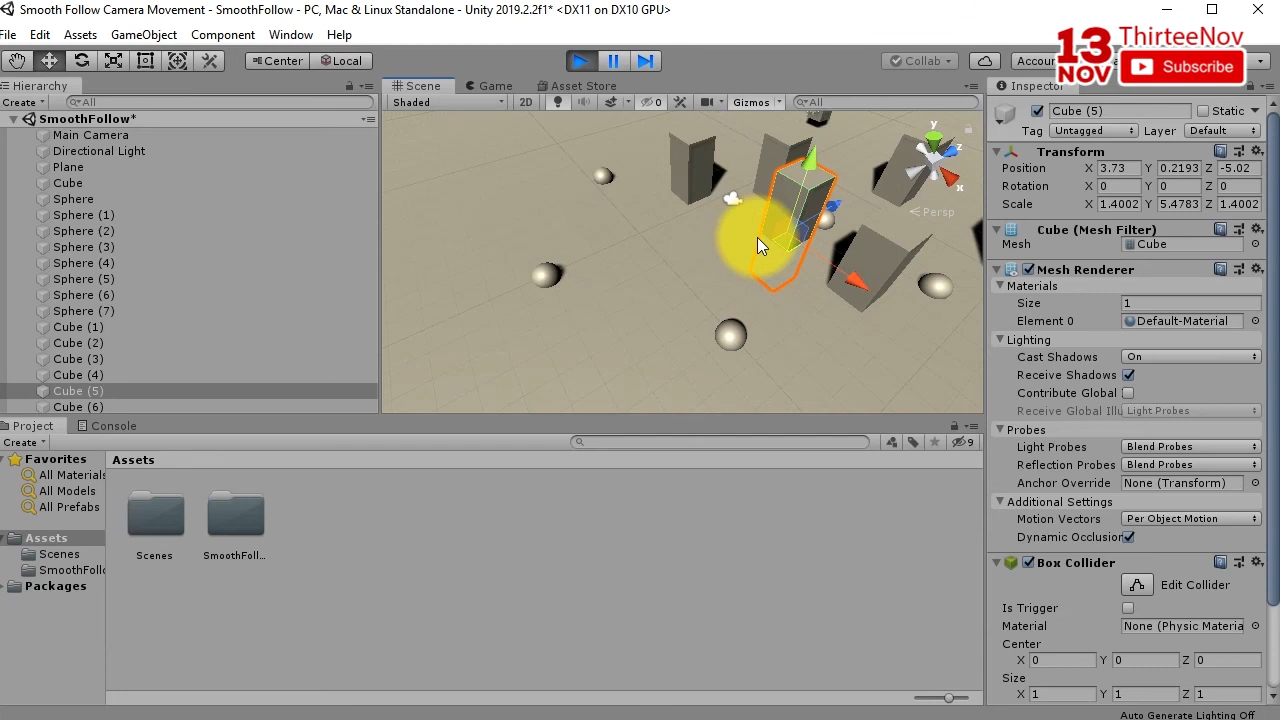 Smooth Follow Camera Movement - SmoothFollow - PC, Mac & Linux Standalone - Unity 2019.2.2f1* <DX11 on DX10 GPU>
File Edit Assets GameObject Component Window Help
13 NOV ThirteeNov
Subscribe
Center Local
Collab
Accou
Hierarchy
Create All
SmoothFollow*
Main Camera
Directional Light
Plane
Cube
Sphere
Sphere (1)
Sphere (2)
Sphere (3)
Sphere (4)
Sphere (5)
Sphere (6)
Sphere (7)
Cube (1)
Cube (2)
Cube (3)
Cube (4)
Cube (5)
Cube (6)
Scene Game Asset Store
Shaded 2D 0 Gizmos All
y
z
x
Persp
Inspector
Cube (5) Static
Tag Untagged Layer Default
Transform
Position X 3.73 Y 0.2193 Z -5.02
Rotation X 0 Y 0 Z 0
Scale X 1.4002 Y 5.4783 Z 1.4002
Cube (Mesh Filter)
Mesh Cube
Mesh Renderer
Materials
Size 1
Element 0 Default-Material
Lighting
Cast Shadows On
Receive Shadows
Contribute Global
Receive Global Illu Light Probes
Probes
Light Probes Blend Probes
Reflection Probes Blend Probes
Anchor Override None (Transform)
Additional Settings
Motion Vectors Per Object Motion
Dynamic Occlusion
Box Collider
Edit Collider
Is Trigger
Material None (Physic Materia
Center
X 0 Y 0 Z 0
Size
X 1 Y 1 Z 1
Auto Generate Lighting Off
Project Console
Create 9
Favorites
All Materials
All Models
All Prefabs
Assets
Scenes
SmoothFollo
Packages
Assets
Scenes
SmoothFoll...